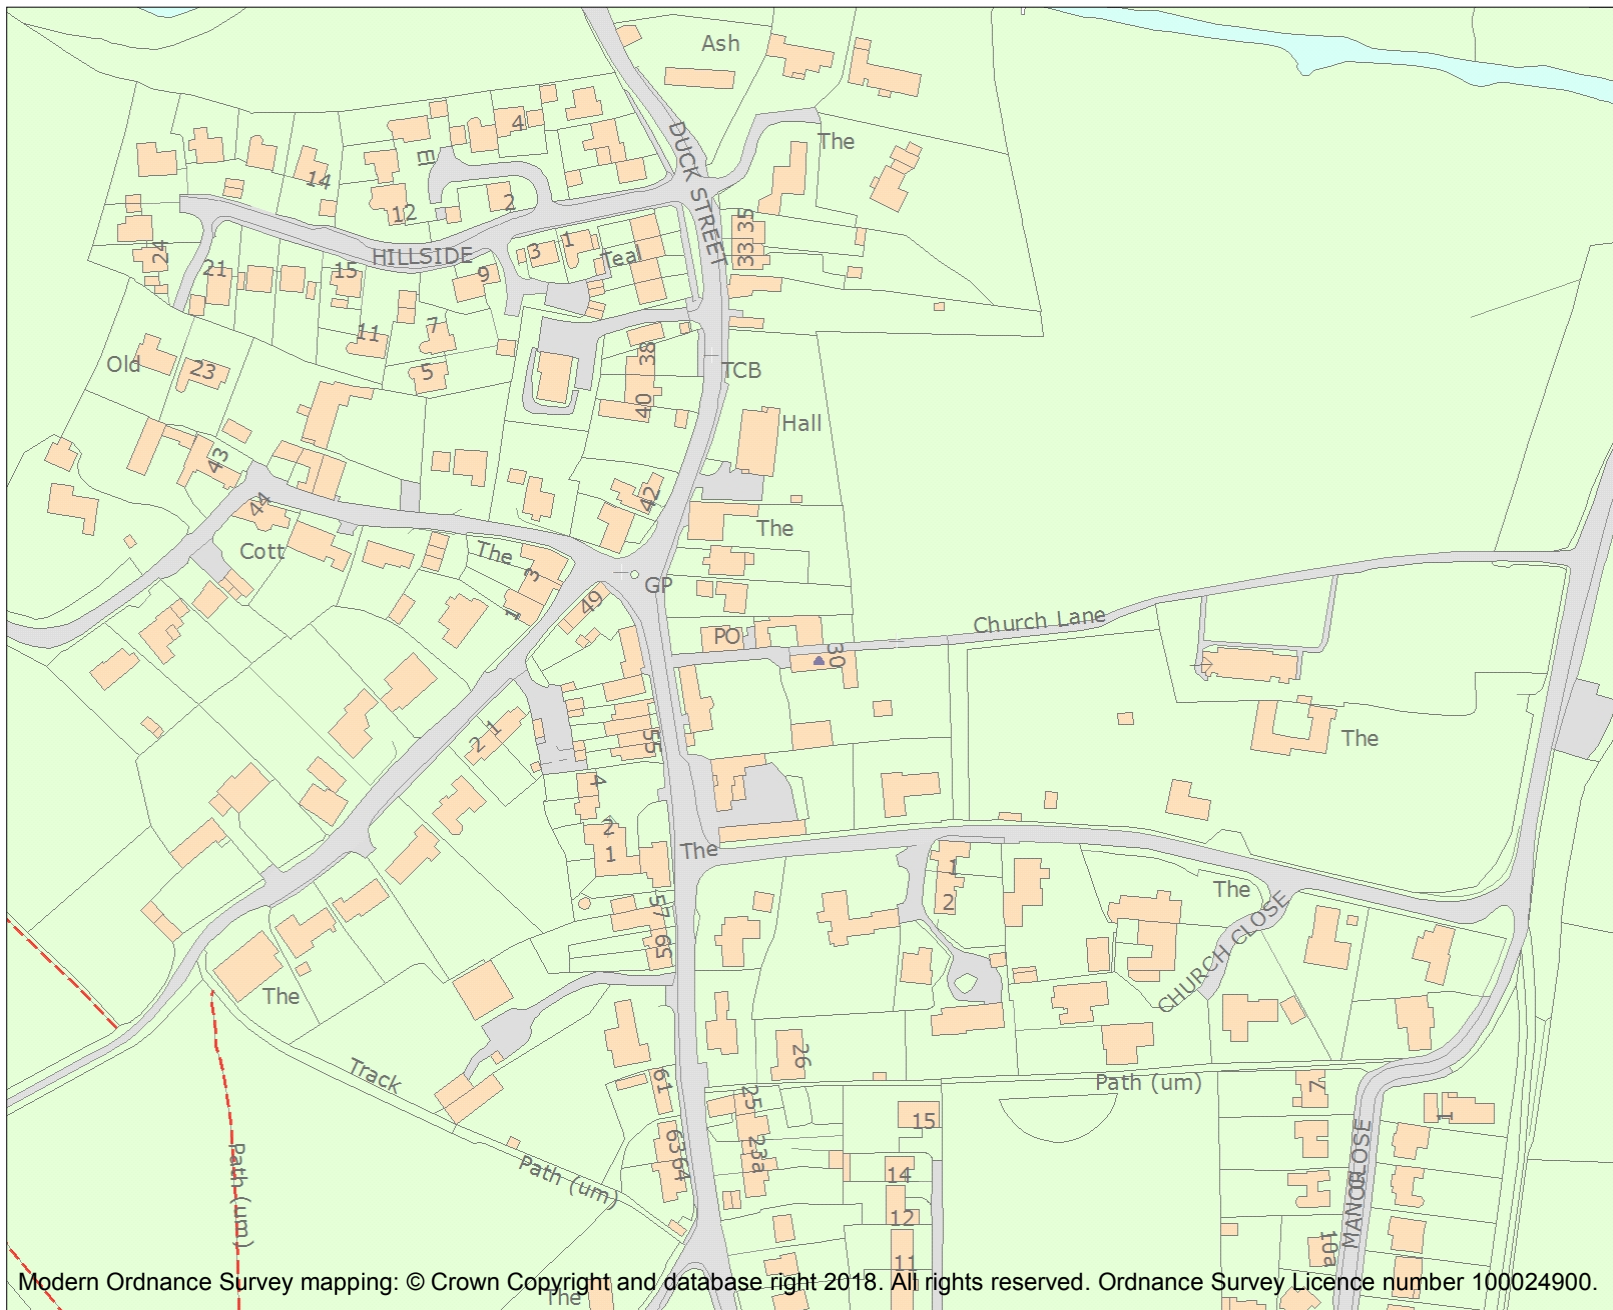 Ash
4
DUCK STREET
The
El
14
12
2
35
33
HILLSIDE
3
1
Teal
24
21
15
9
11
7
5
Old
23
38
40
TCB
Hall
43
44
42
The
Cott
The
3
1
GP
49
PO
30
Church Lane
2 1
55
The
4
2
1
The
1
2
The
CHURCH CLOSE
57
65
The
Track
26
61
Path (um)
7
1
25
15
63 64
23a
Path (um)
Path (um)
14
12
11
MANOR CLOSE
10a
The
Modern Ordnance Survey mapping: © Crown Copyright and database right 2018. All rights reserved. Ordnance Survey Licence number 100024900.